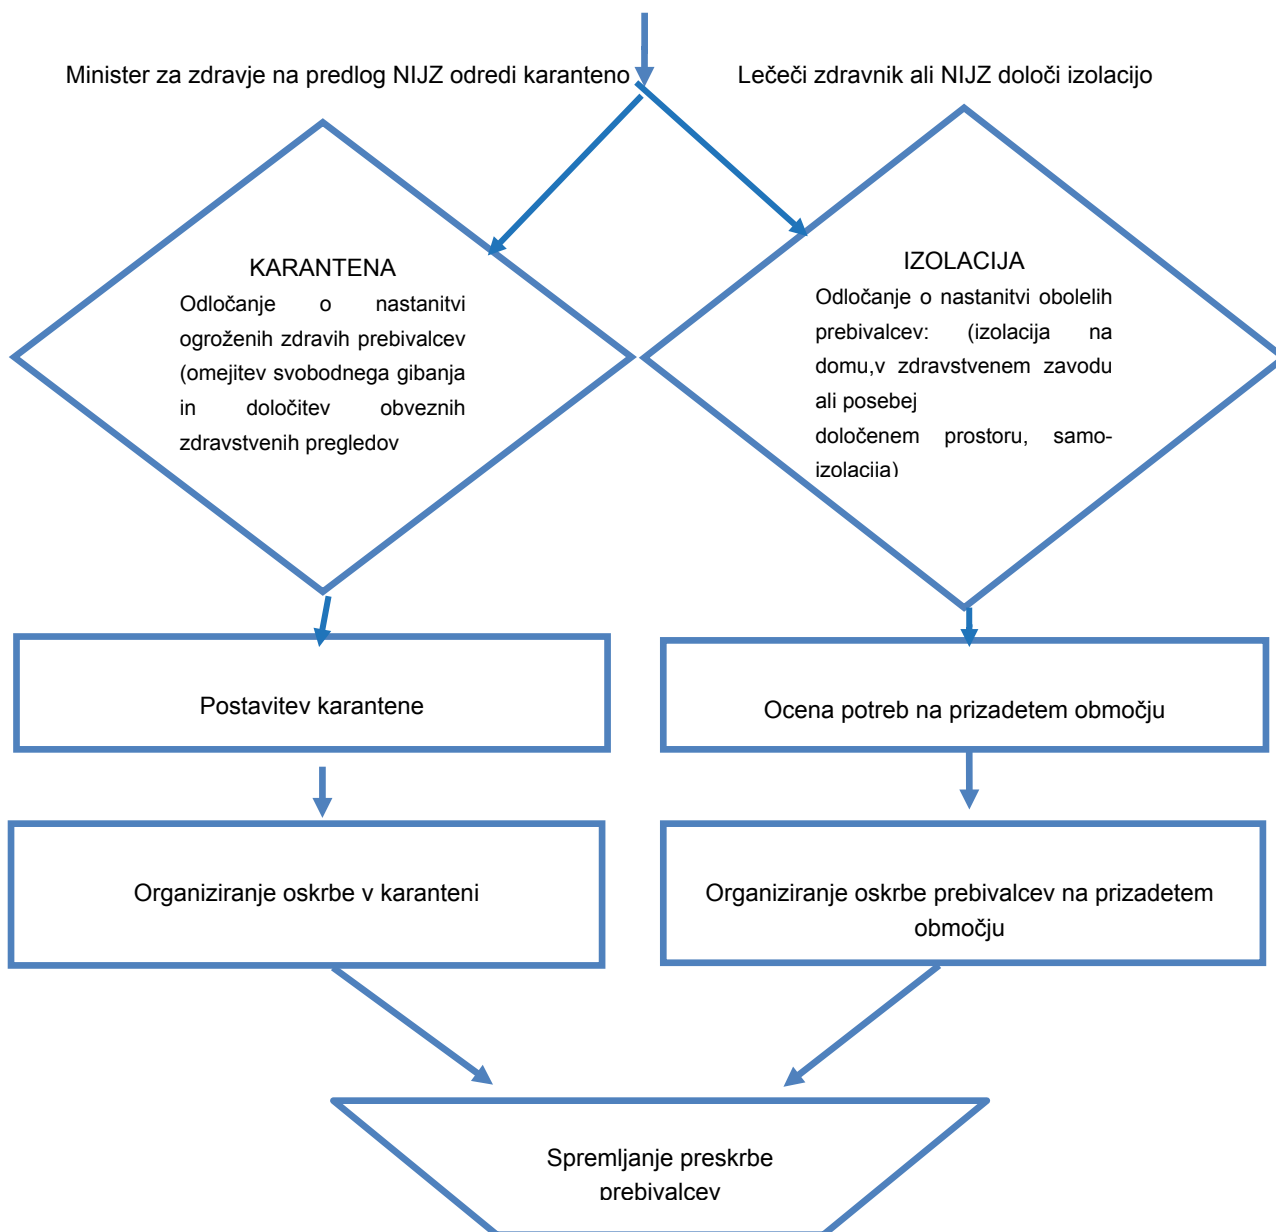 Minister za zdravje na predlog NIJZ odredi karanteno
Lečeči zdravnik ali NIJZ določi izolacijo
KARANTENA
Odločanje o nastanitvi
ogroženih zdravih prebivalcev
(omejitev svobodnega gibanja
in določitev obveznih
zdravstvenih pregledov
IZOLACIJA
Odločanje o nastanitvi obolelih
prebivalcev: (izolacija na
domu,v zdravstvenem zavodu
ali posebej
določenem prostoru, samo-
izolacija)
Postavitev karantene
Ocena potreb na prizadetem območju
Organiziranje oskrbe v karanteni
Organiziranje oskrbe prebivalcev na prizadetem
območju
Spremljanje preskrbe
prebivalcev